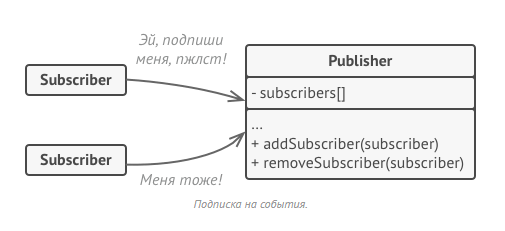 Эй, подпиши
меня, пжлст!
Subscriber
Publisher
- subscribers[]
...
+ addSubscriber(subscriber)
+ removeSubscriber(subscriber)
Subscriber
Меня тоже!
Подписка на события.